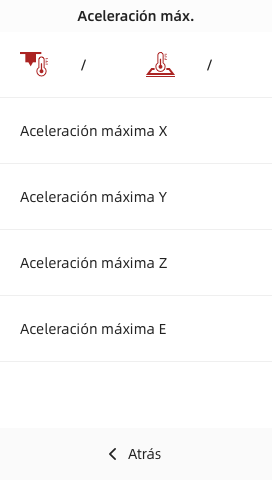 Aceleración máx.
/ /
Aceleración máxima X
Aceleración máxima Y
Aceleración máxima Z
Aceleración máxima E
Atrás